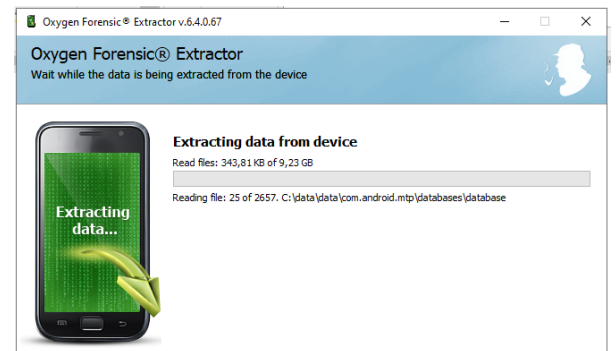 Oxygen Forensic® Extractor v.6.4.0.67
Oxygen Forensic® Extractor
Wait while the data is being extracted from the device
Extracting data from device
Read files: 343,81 KB of 9,23 GB
Reading file: 25 of 2657. C:\data\data\com.android.mtp\databases\database
Extracting
data...